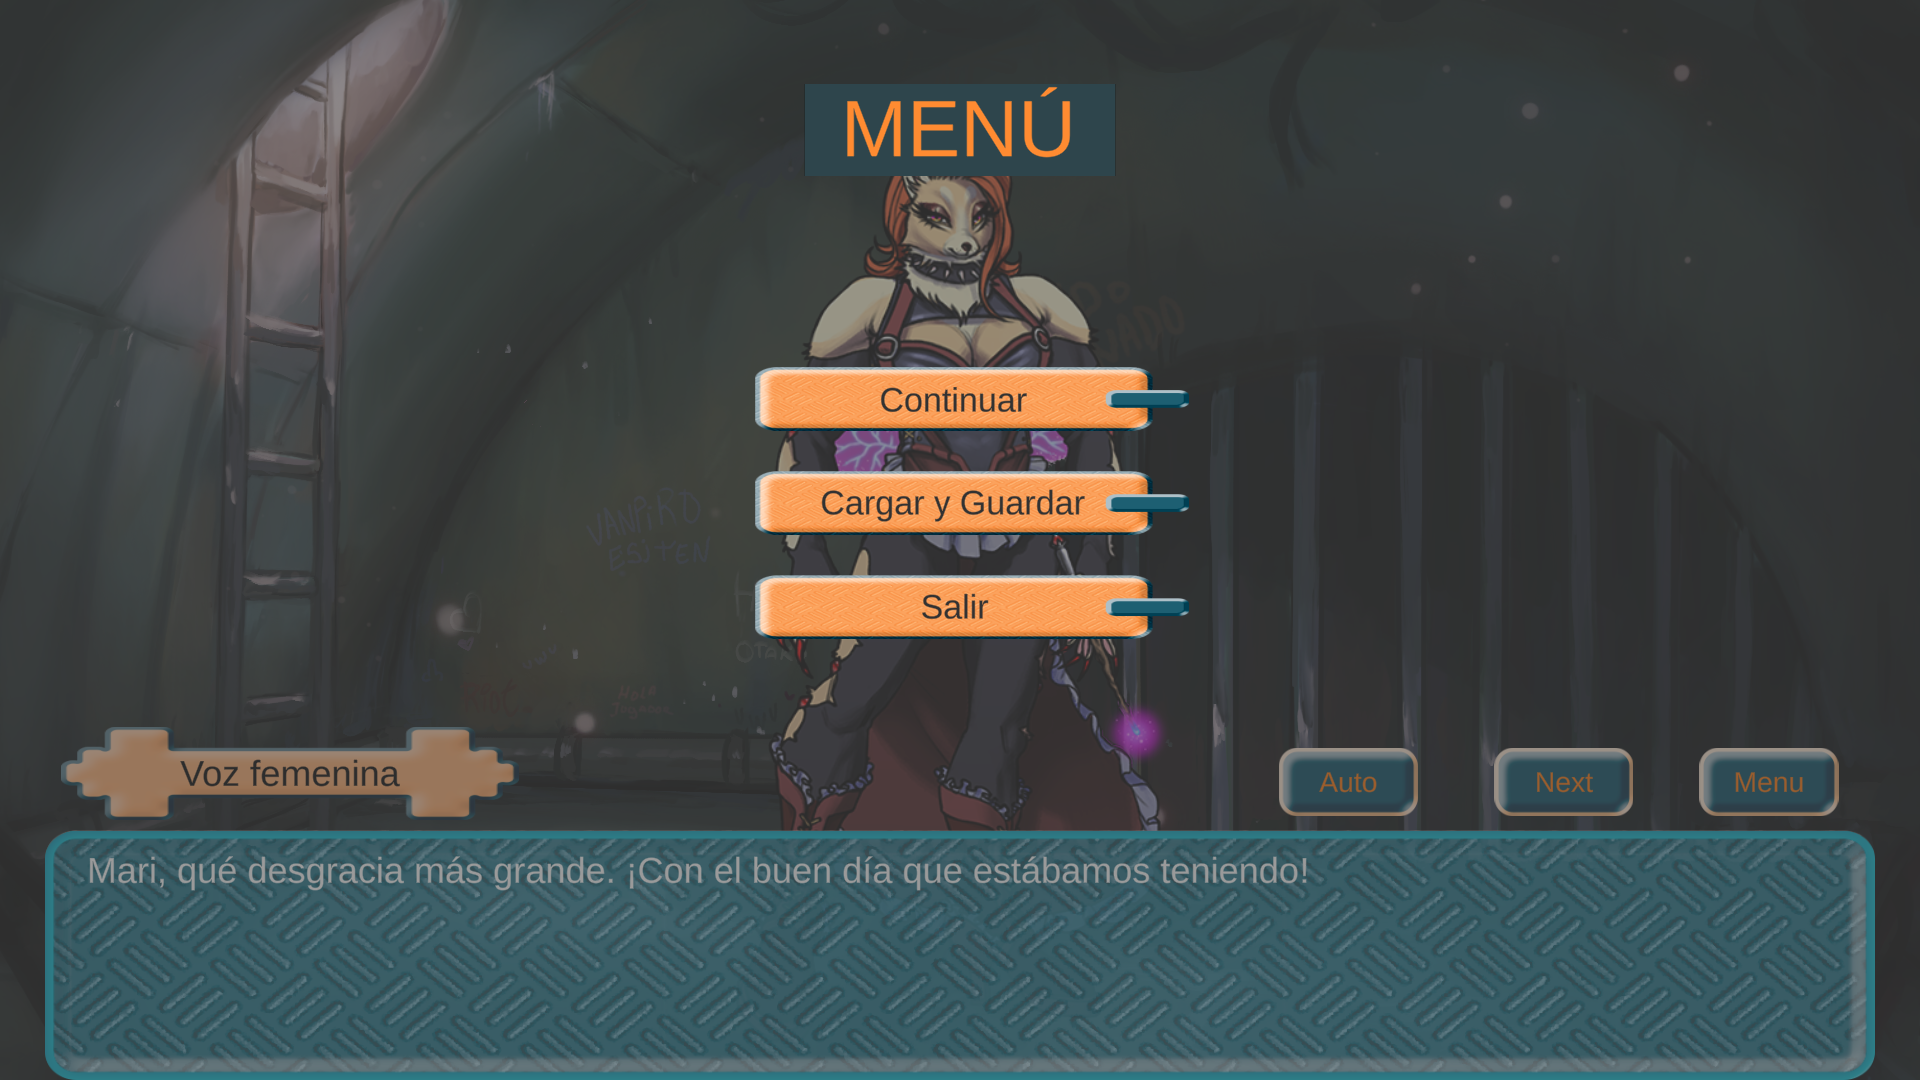 MENÚ
Continuar
Cargar y Guardar
VANPIRO
Salir
Voz femenina
Auto
Next
Menu
Mari, qué desgracia más grande. ¡Con el buen día que estábamos teniendo!